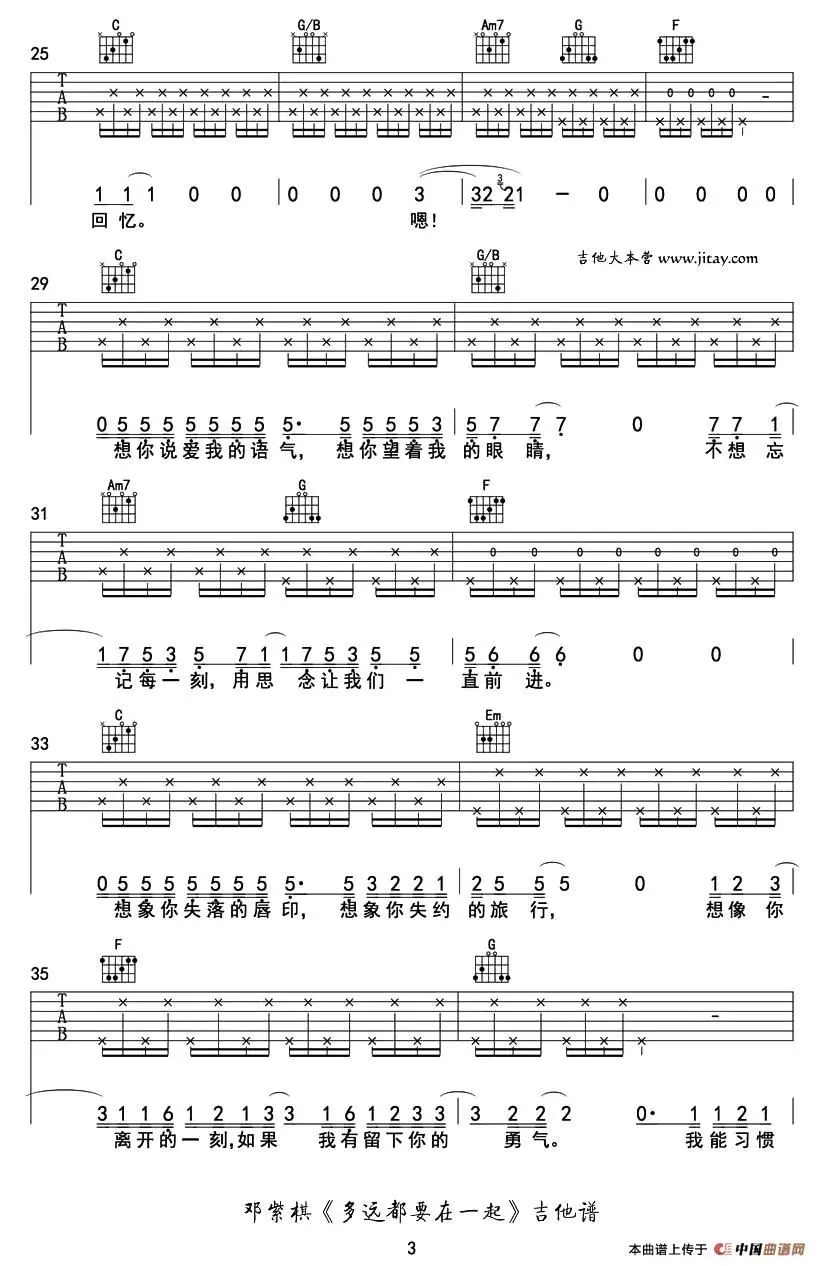 C G/B Am7 G F
25
T A B
1 1 1 0 0 0 0 0 3 3 2 3 2 1 – 0 0 0 0 0
回忆。 嗯!
吉他大本营 www.jitay.com
C G/B
29
T A B
0 5 5 5 5 5 5 5 5· 5 5 5 5 3 5 7 7 7 0 7 7 1
想你说爱我的语气, 想你望着我 的眼 睛, 不想 忘
Am7 G F
31
T A B
1 7 5 3 5 7 1 1 7 5 3 5 5 5 6 6 6 0 0
记每一刻, 用思 念让我们 一 直前 进。
C Em
33
T A B
0 5 5 5 5 5 5 5 5· 5 3 2 2 1 2 5 5 5 0 1 2 3
想象你失落的唇印, 想象你失约 的旅 行, 想像 你
F G
35
T A B
3 1 1 6 1 2 1 3 3 1 6 1 2 3 3 3 2 2 2 0· 1 1 2 1
离开的一刻,如果 我有留下你的 勇气。 我能习惯
邓紫棋《多远都要在一起》吉他谱
3
本曲谱上传于 中国曲谱网